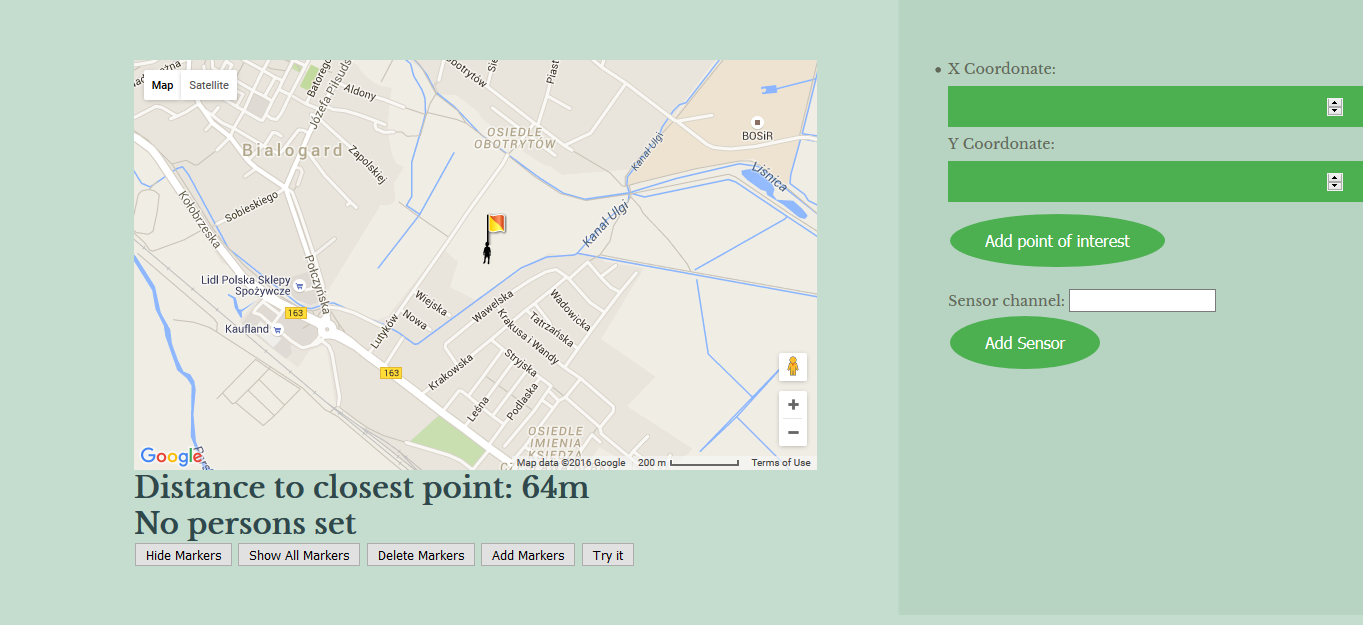 Map Satellite
Batorego
Józefa Piłsuds
Aldony
Obotrytów
Piast
BOSiR
OSIEDLE
OBOTRYTÓW
Kanał Ulgi
Liśnica
Białogard
Zapolskiej
Kołobrzeska
Sobieskiego
Kanał Ulgi
Połczyńska
Lidl Polska Sklepy
Spożywcze
163
Kaufland
Wiejska
Nowa
Lutyków
Wawelska
Wadowicka
Tatrzańska
Krakusa i Wandy
Stryjska
163
Krakowska
Leśna
Podlaska
OSIEDLE
IMIENIA
KSIĘDZA
Google
Map data ©2016 Google 200 m Terms of Use
Distance to closest point: 64m
No persons set
Hide Markers Show All Markers Delete Markers Add Markers Try it
X Coordonate:
Y Coordonate:
Add point of interest
Sensor channel:
Add Sensor